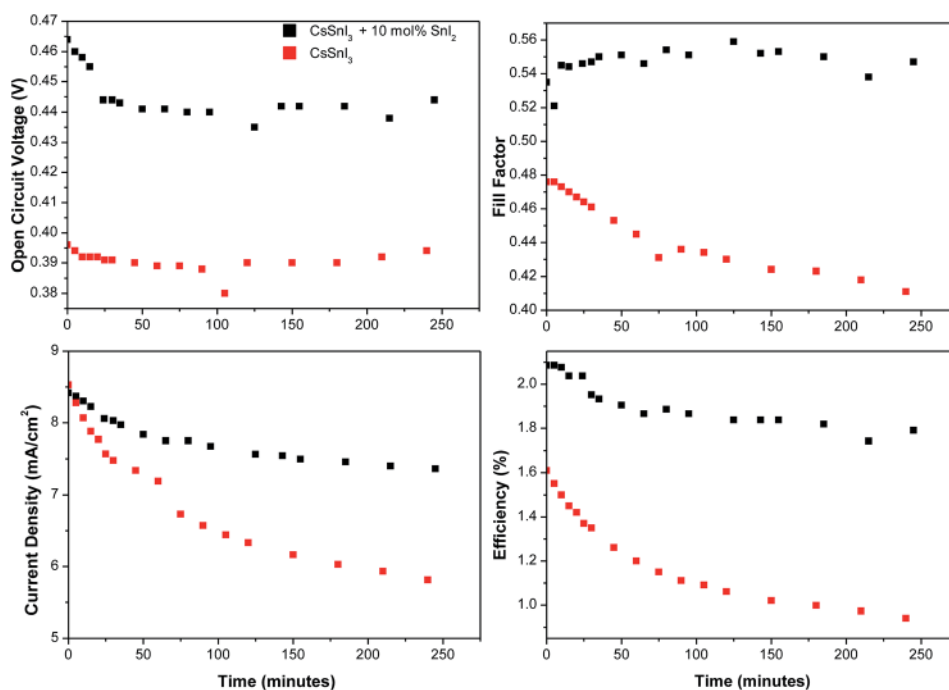 CsSnI₃ + 10 mol% SnI₂
CsSnI₃
Open Circuit Voltage (V)
0.47
0.46
0.45
0.44
0.43
0.42
0.41
0.40
0.39
0.38
0 50 100 150 200 250
Fill Factor
0.56
0.54
0.52
0.50
0.48
0.46
0.44
0.42
0.40
0 50 100 150 200 250
Current Density (mA/cm²)
9
8
7
6
5
0 50 100 150 200 250
Time (minutes)
Efficiency (%)
2.0
1.8
1.6
1.4
1.2
1.0
0 50 100 150 200 250
Time (minutes)